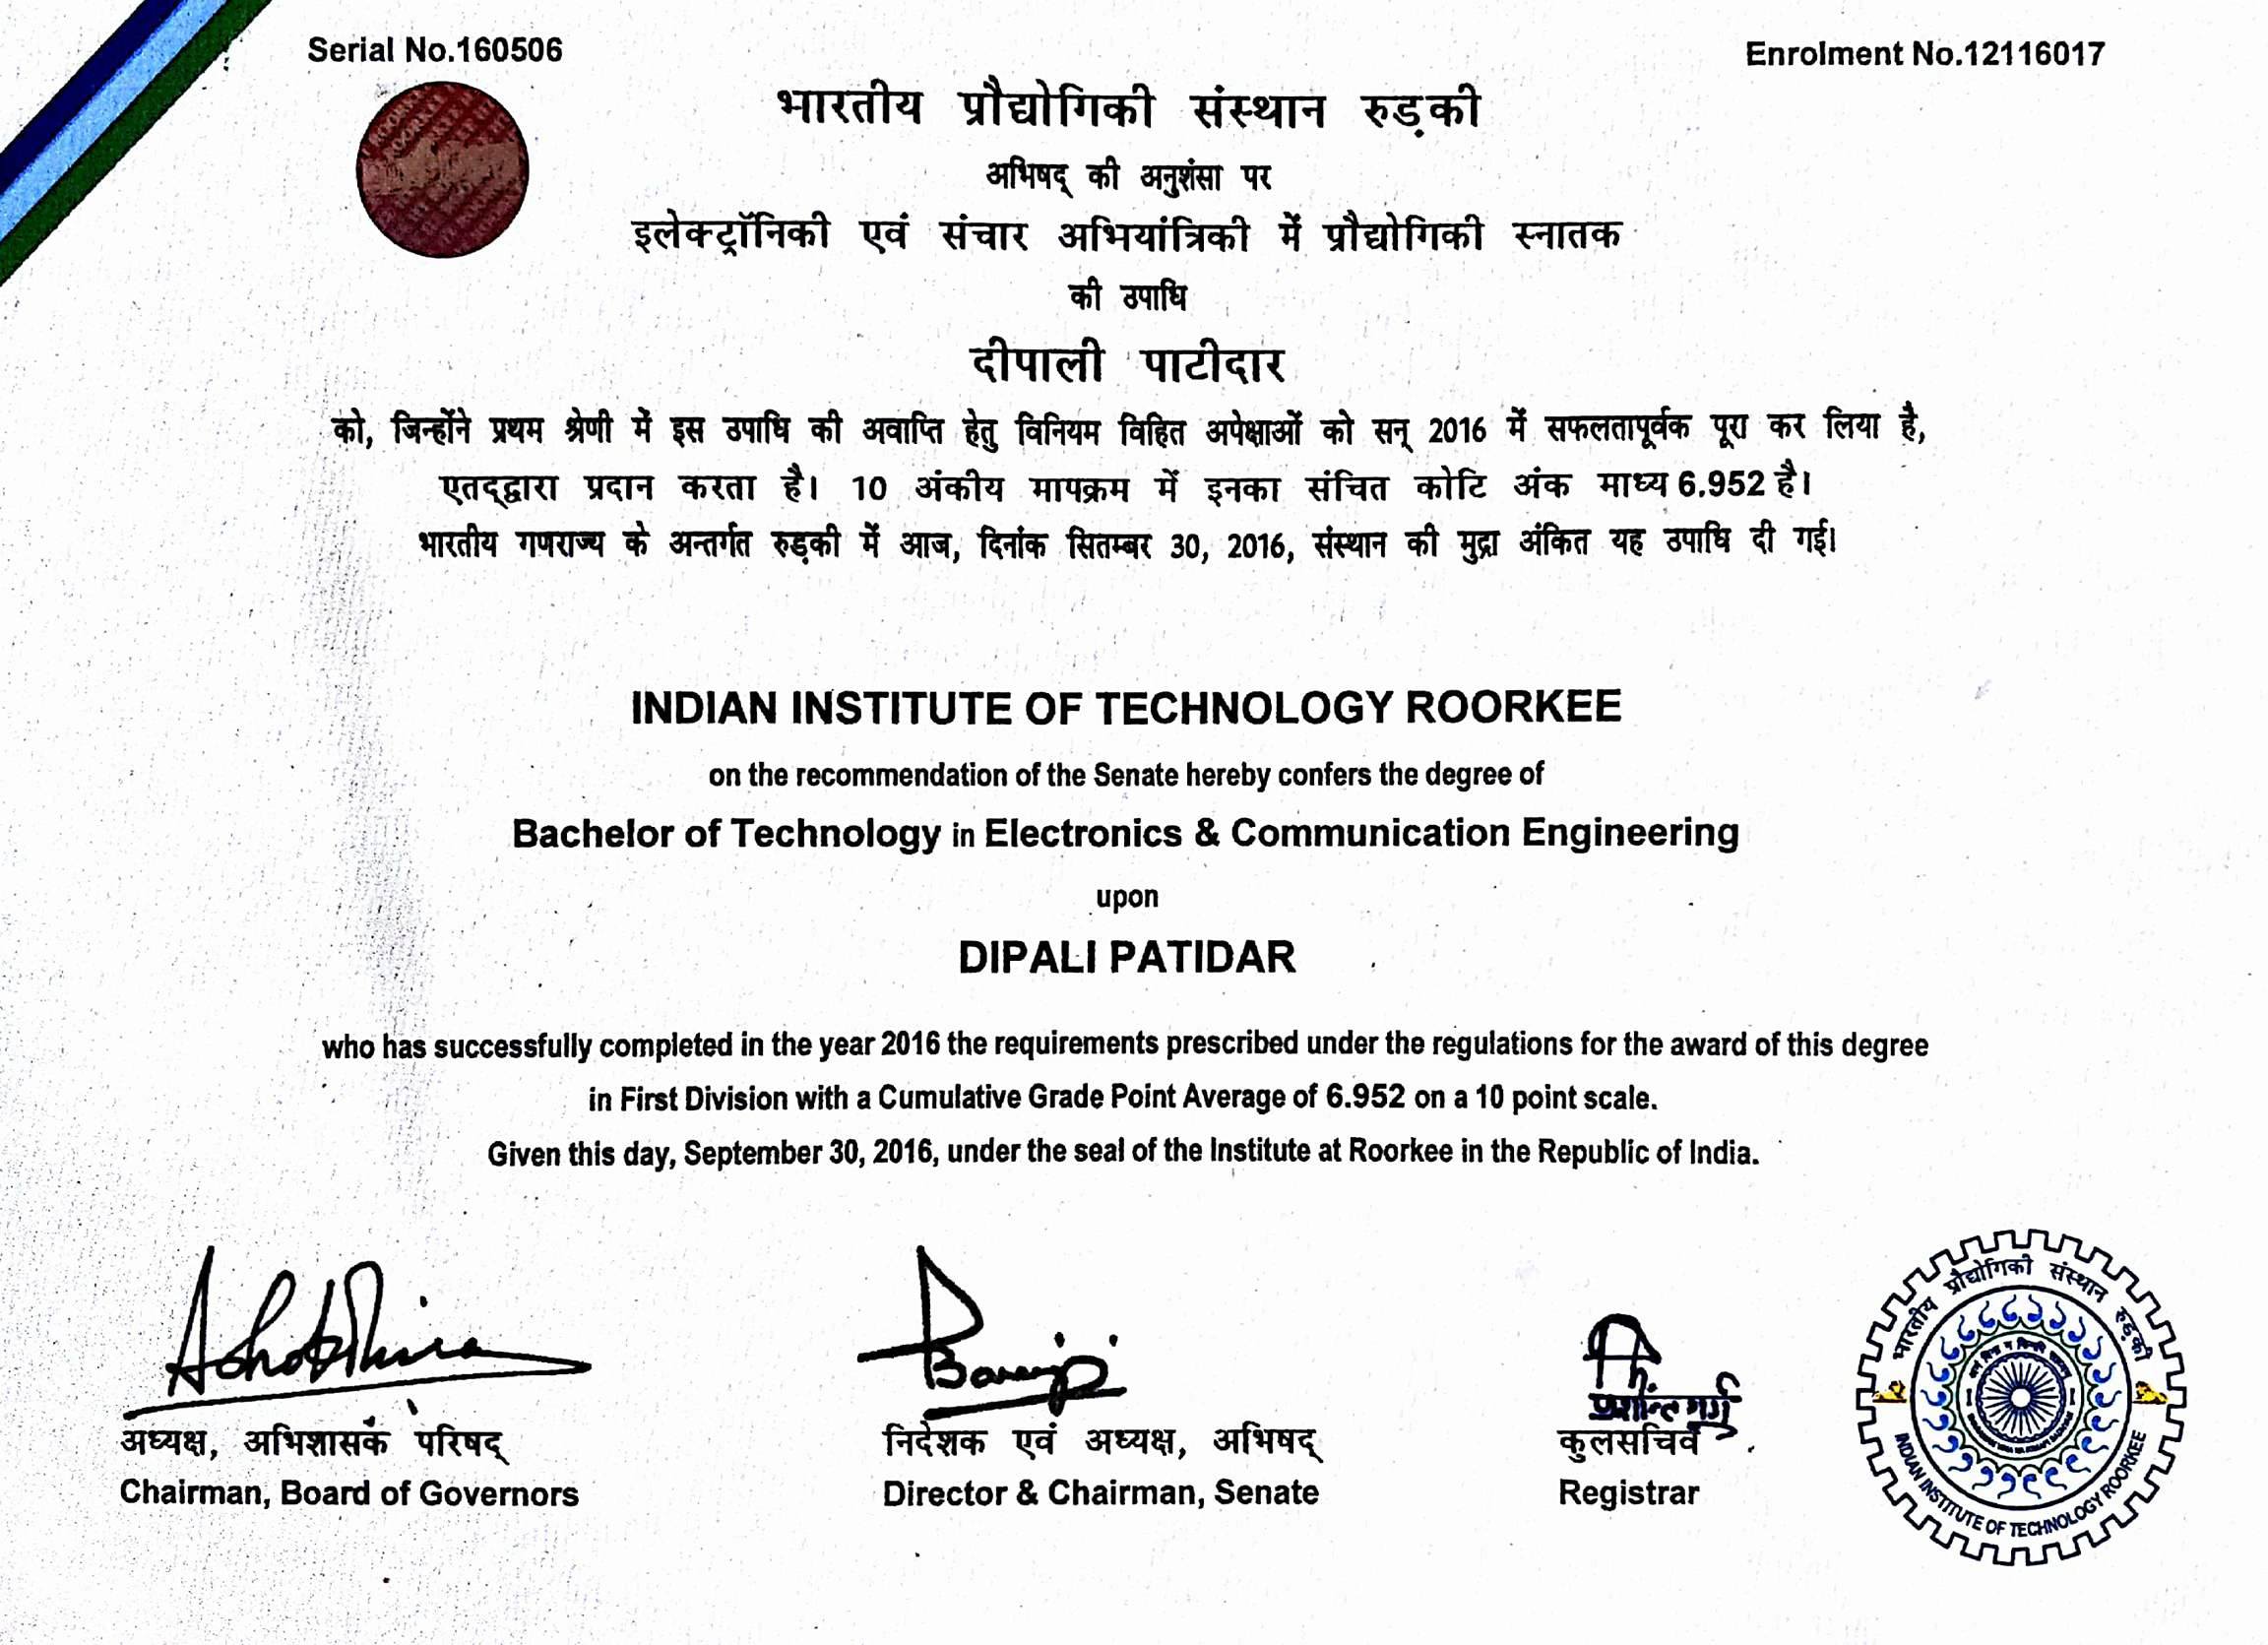 Serial No.160506
Enrolment No.12116017
भारतीय प्रौद्योगिकी संस्थान रुड़की
अभिषद् की अनुशंसा पर
इलेक्ट्रॉनिकी एवं संचार अभियांत्रिकी में प्रौद्योगिकी स्नातक
की उपाधि
दीपाली पाटीदार
को, जिन्होंने प्रथम श्रेणी में इस उपाधि की अवाप्ति हेतु विनियम विहित अपेक्षाओं को सन् 2016 में सफलतापूर्वक पूरा कर लिया है,
एतद्द्वारा प्रदान करता है। 10 अंकीय मापक्रम में इनका संचित कोटि अंक माध्य 6.952 है।
भारतीय गणराज्य के अन्तर्गत रुड़की में आज, दिनांक सितम्बर 30, 2016, संस्थान की मुद्रा अंकित यह उपाधि दी गई।
INDIAN INSTITUTE OF TECHNOLOGY ROORKEE
on the recommendation of the Senate hereby confers the degree of
Bachelor of Technology in Electronics & Communication Engineering
upon
DIPALI PATIDAR
who has successfully completed in the year 2016 the requirements prescribed under the regulations for the award of this degree
in First Division with a Cumulative Grade Point Average of 6.952 on a 10 point scale.
Given this day, September 30, 2016, under the seal of the Institute at Roorkee in the Republic of India.
प्रशान्त गर्ग
अध्यक्ष, अभिशासक परिषद्
निदेशक एवं अध्यक्ष, अभिषद्
कुलसचिव
Chairman, Board of Governors
Director & Chairman, Senate
Registrar
भारतीय प्रौद्योगिकी संस्थान रुड़की
INDIAN INSTITUTE OF TECHNOLOGY ROORKEE